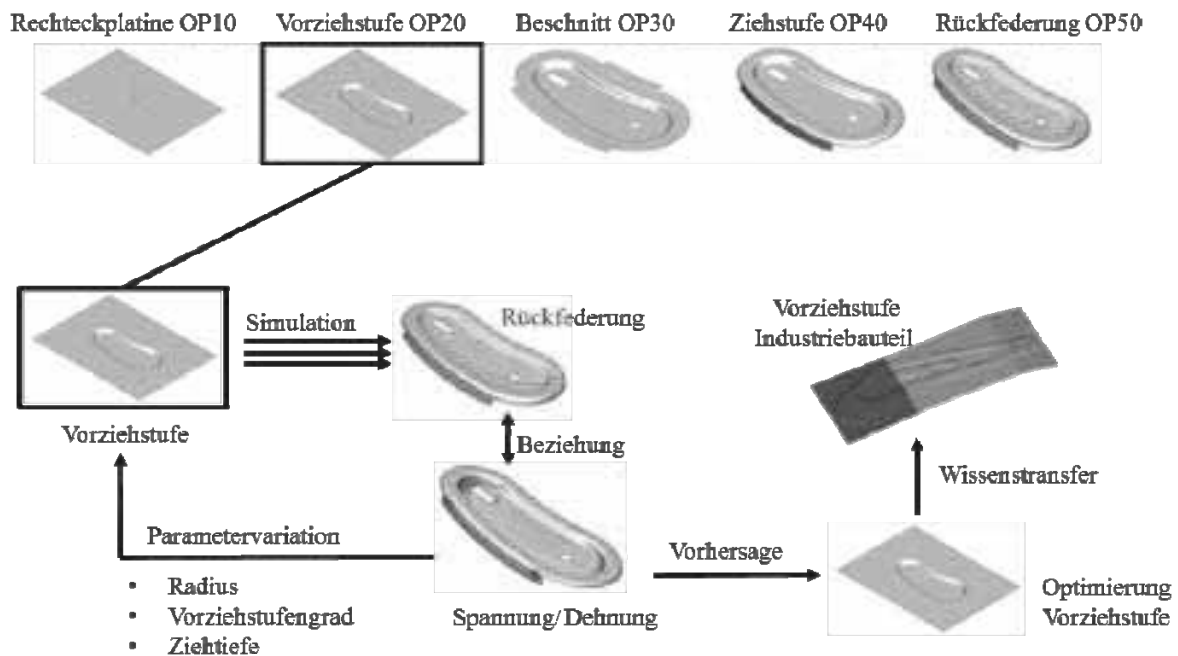 Rechteckplatine OP10 Vorziehstufe OP20 Beschnitt OP30 Ziehstufe OP40 Rückfederung OP50
Simulation
Rückfederung
Vorziehstufe
Industriebauteil
Vorziehstufe
Beziehung
Wissenstransfer
Parametervariation
Vorhersage
▪ Radius
▪ Vorziehstufengrad
▪ Ziehtiefe
Spannung/Dehnung
Optimierung
Vorziehstufe